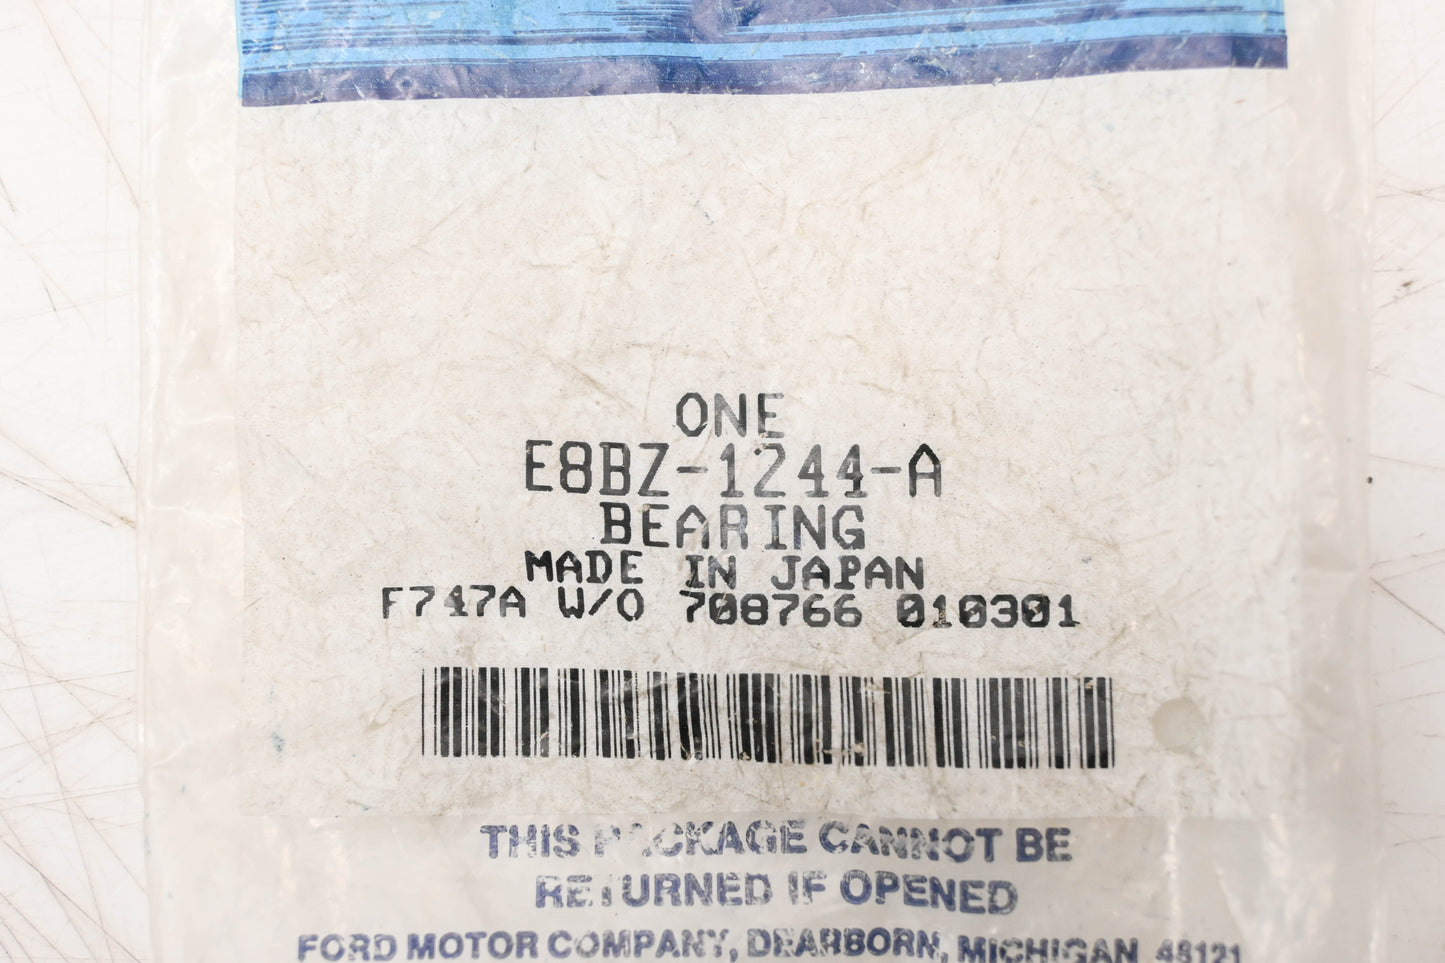 ONE
E8BZ-1244-A
BEARING
MADE IN JAPAN
F747A W/O 708766 010301
THIS PACKAGE CANNOT BE
RETURNED IF OPENED
FORD MOTOR COMPANY, DEARBORN, MICHIGAN 48121